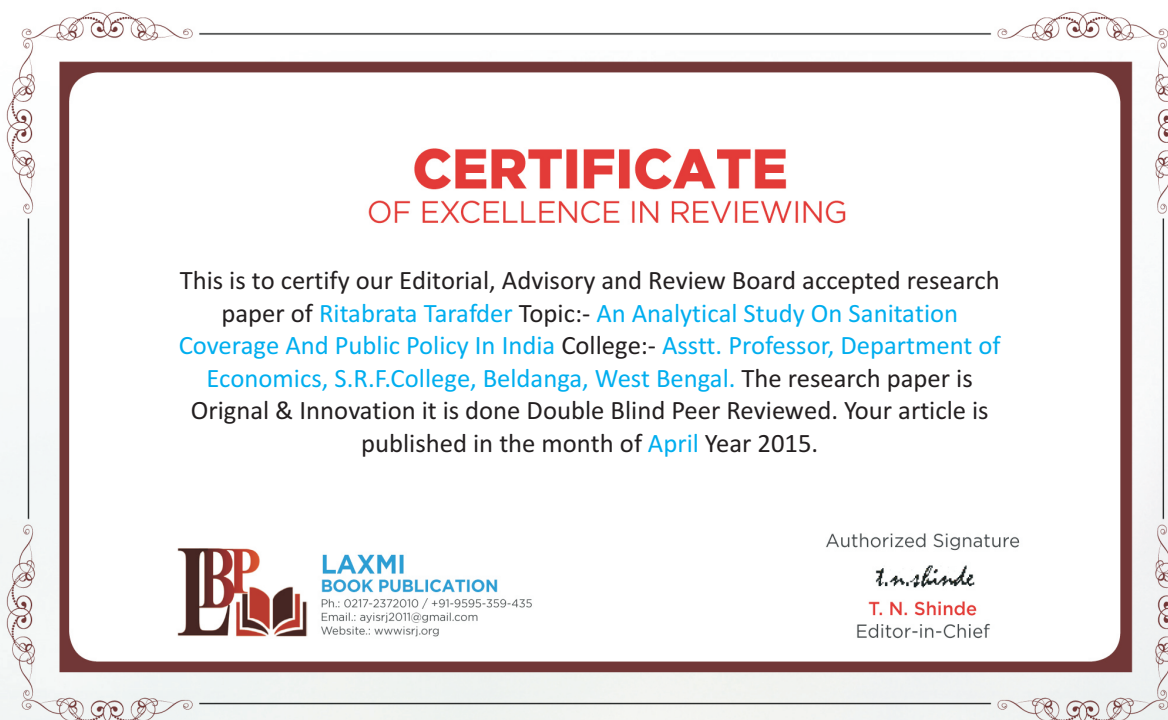 CERTIFICATE
OF EXCELLENCE IN REVIEWING
This is to certify our Editorial, Advisory and Review Board accepted research
paper of Ritabrata Tarafder Topic:- An Analytical Study On Sanitation
Coverage And Public Policy In India College:- Asstt. Professor, Department of
Economics, S.R.F.College, Beldanga, West Bengal. The research paper is
Orignal & Innovation it is done Double Blind Peer Reviewed. Your article is
published in the month of April Year 2015.
LBP
LAXMI
BOOK PUBLICATION
Ph.: 0217-2372010 / +91-9595-359-435
Email.: ayisrj2011@gmail.com
Website.: wwwisrj.org
Authorized Signature
t.n.shinde
T. N. Shinde
Editor-in-Chief